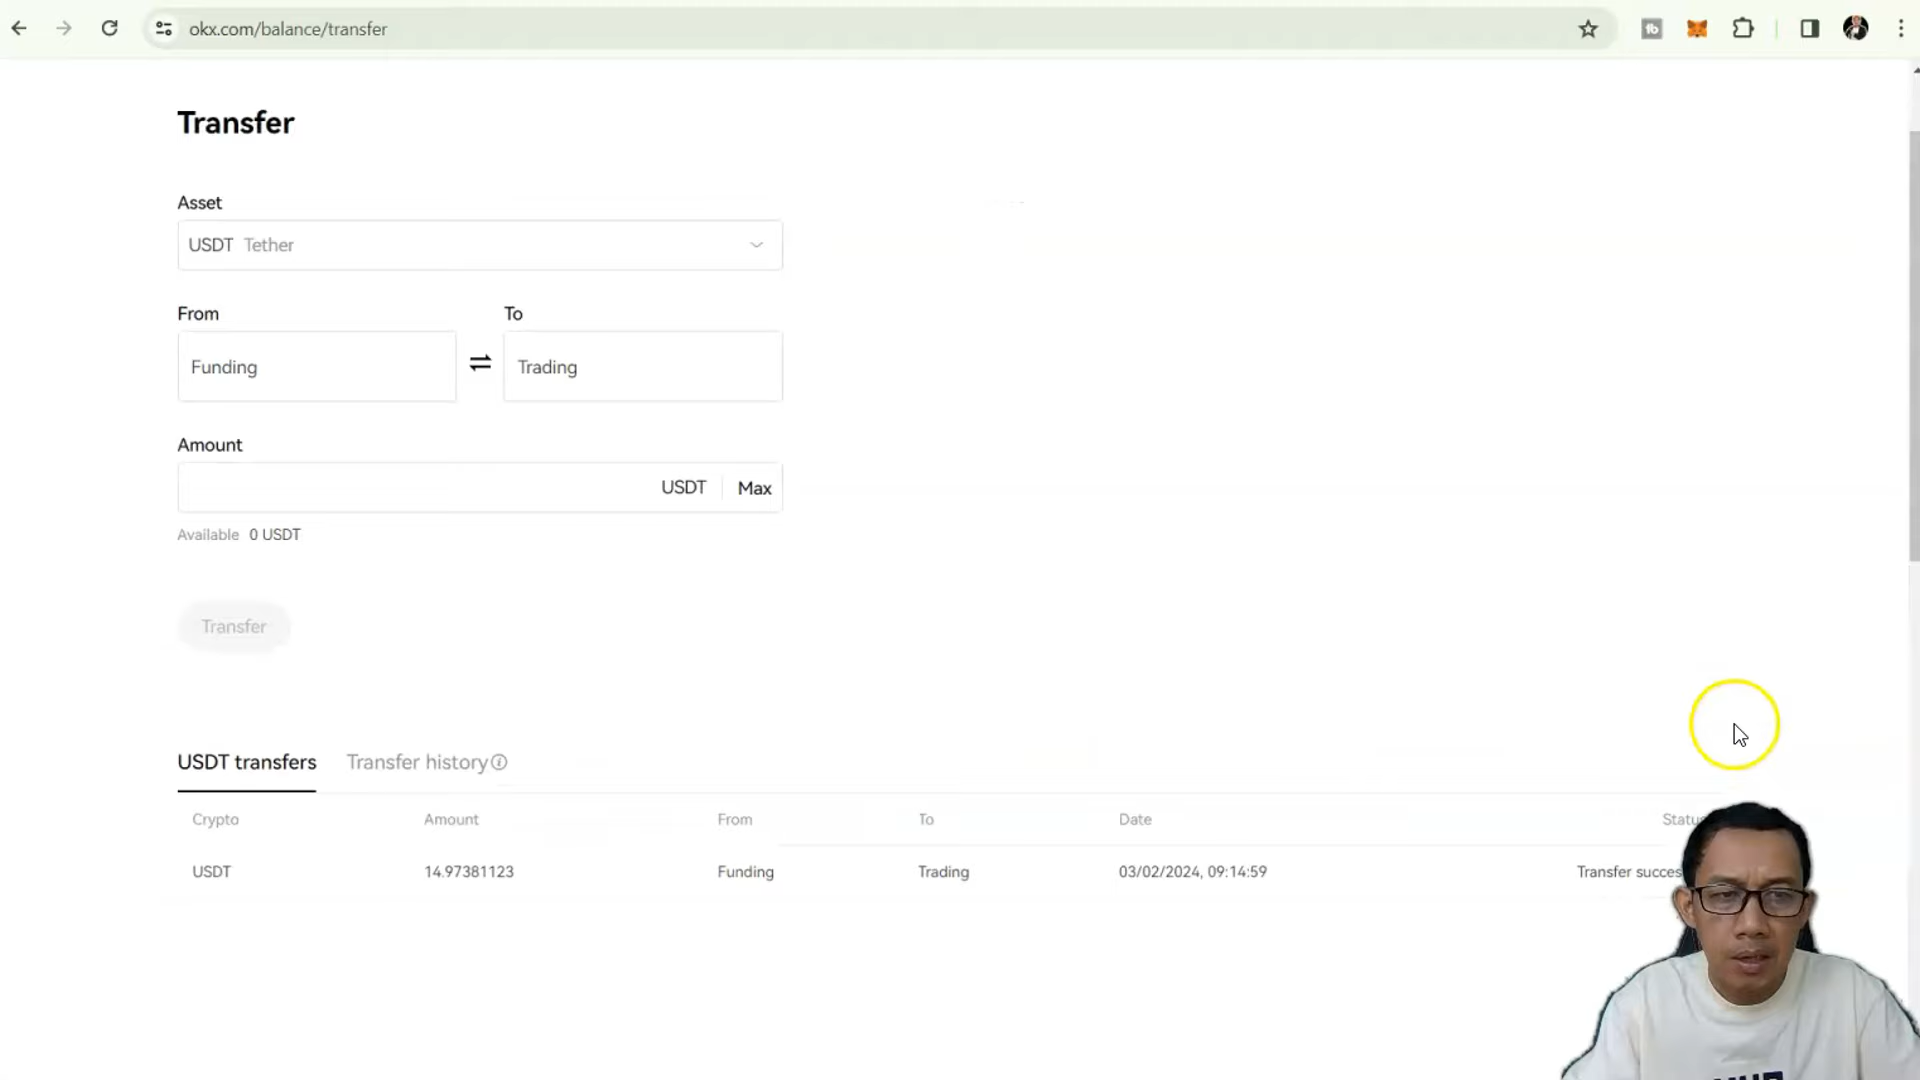 okx.com/balance/transfer
Transfer
Asset
USDT Tether
From To
Funding Trading
Amount
USDT Max
Available 0 USDT
Transfer
USDT transfers Transfer history
Crypto Amount From To Date
USDT 14.97381123 Funding Trading 03/02/2024, 09:14:59 Transfer